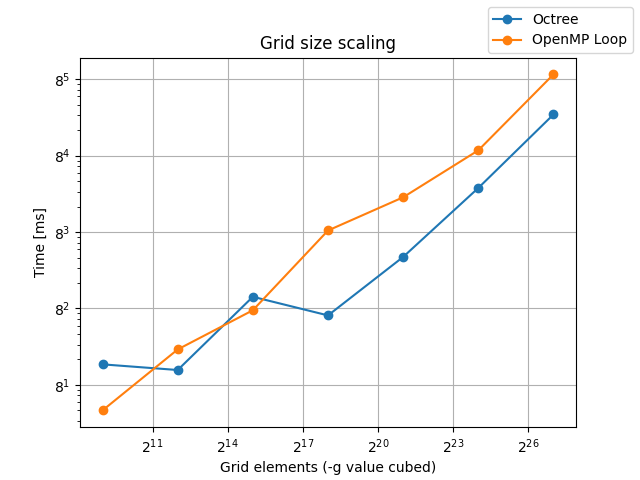 Octree
OpenMP Loop
Grid size scaling
8^5
8^4
8^3
8^2
8^1
Time [ms]
2^11 2^14 2^17 2^20 2^23 2^26
Grid elements (-g value cubed)